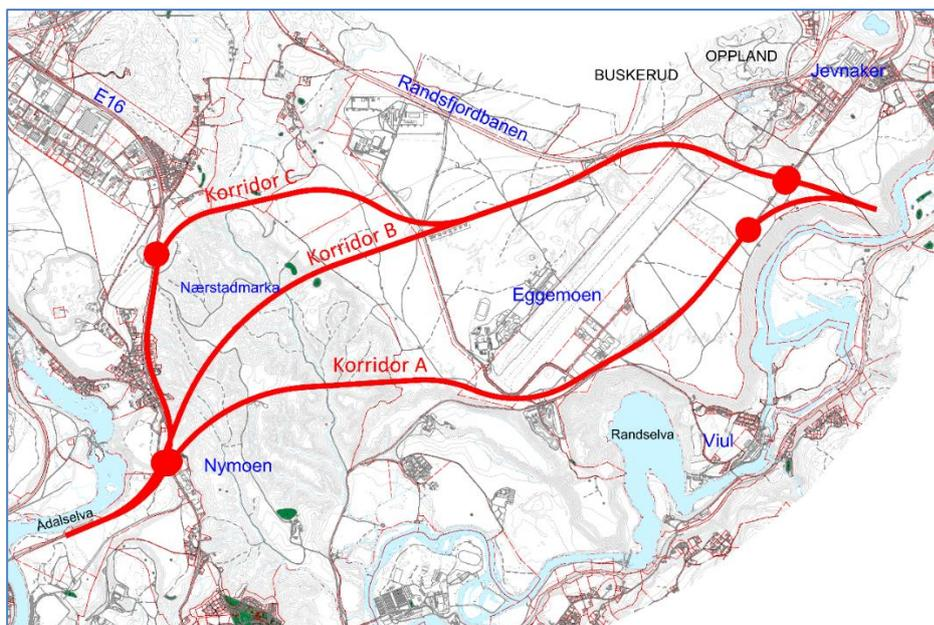 OPPLAND
BUSKERUD
Jevnaker
E16
Randsfjordbanen
Korridor C
Korridor B
Nærstadmarka
Eggemoen
Korridor A
Randselva
Viul
Nymoen
Ådalselva